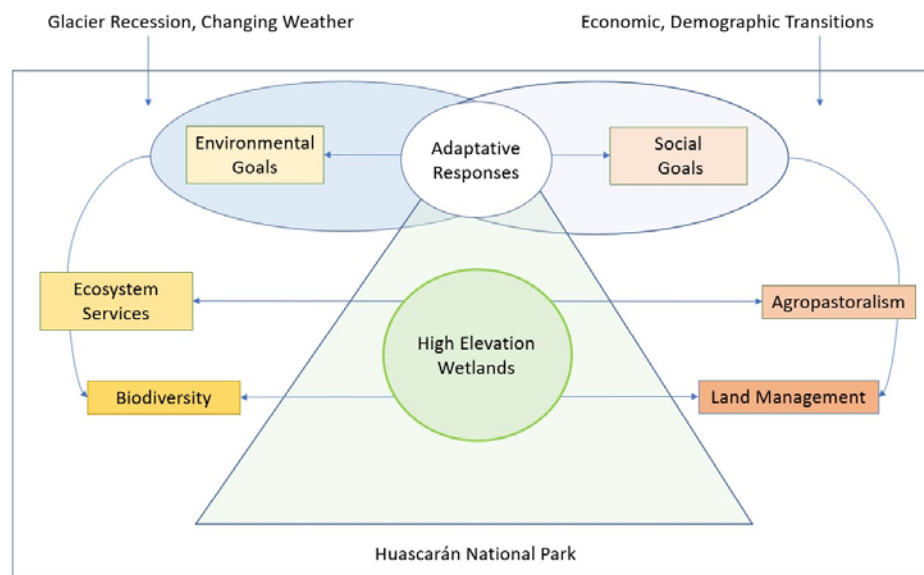 Glacier Recession, Changing Weather
Economic, Demographic Transitions
Environmental
Goals
Adaptative
Responses
Social
Goals
Ecosystem
Services
High Elevation
Wetlands
Agropastoralism
Biodiversity
Land Management
Huascarán National Park